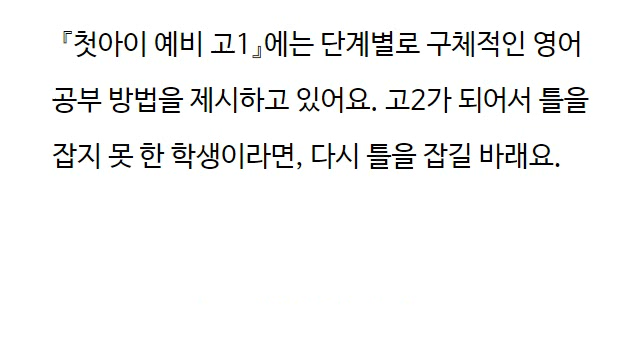 『첫아이 예비 고1』에는 단계별로 구체적인 영어
공부 방법을 제시하고 있어요. 고2가 되어서 틀을
잡지 못 한 학생이라면, 다시 틀을 잡길 바래요.